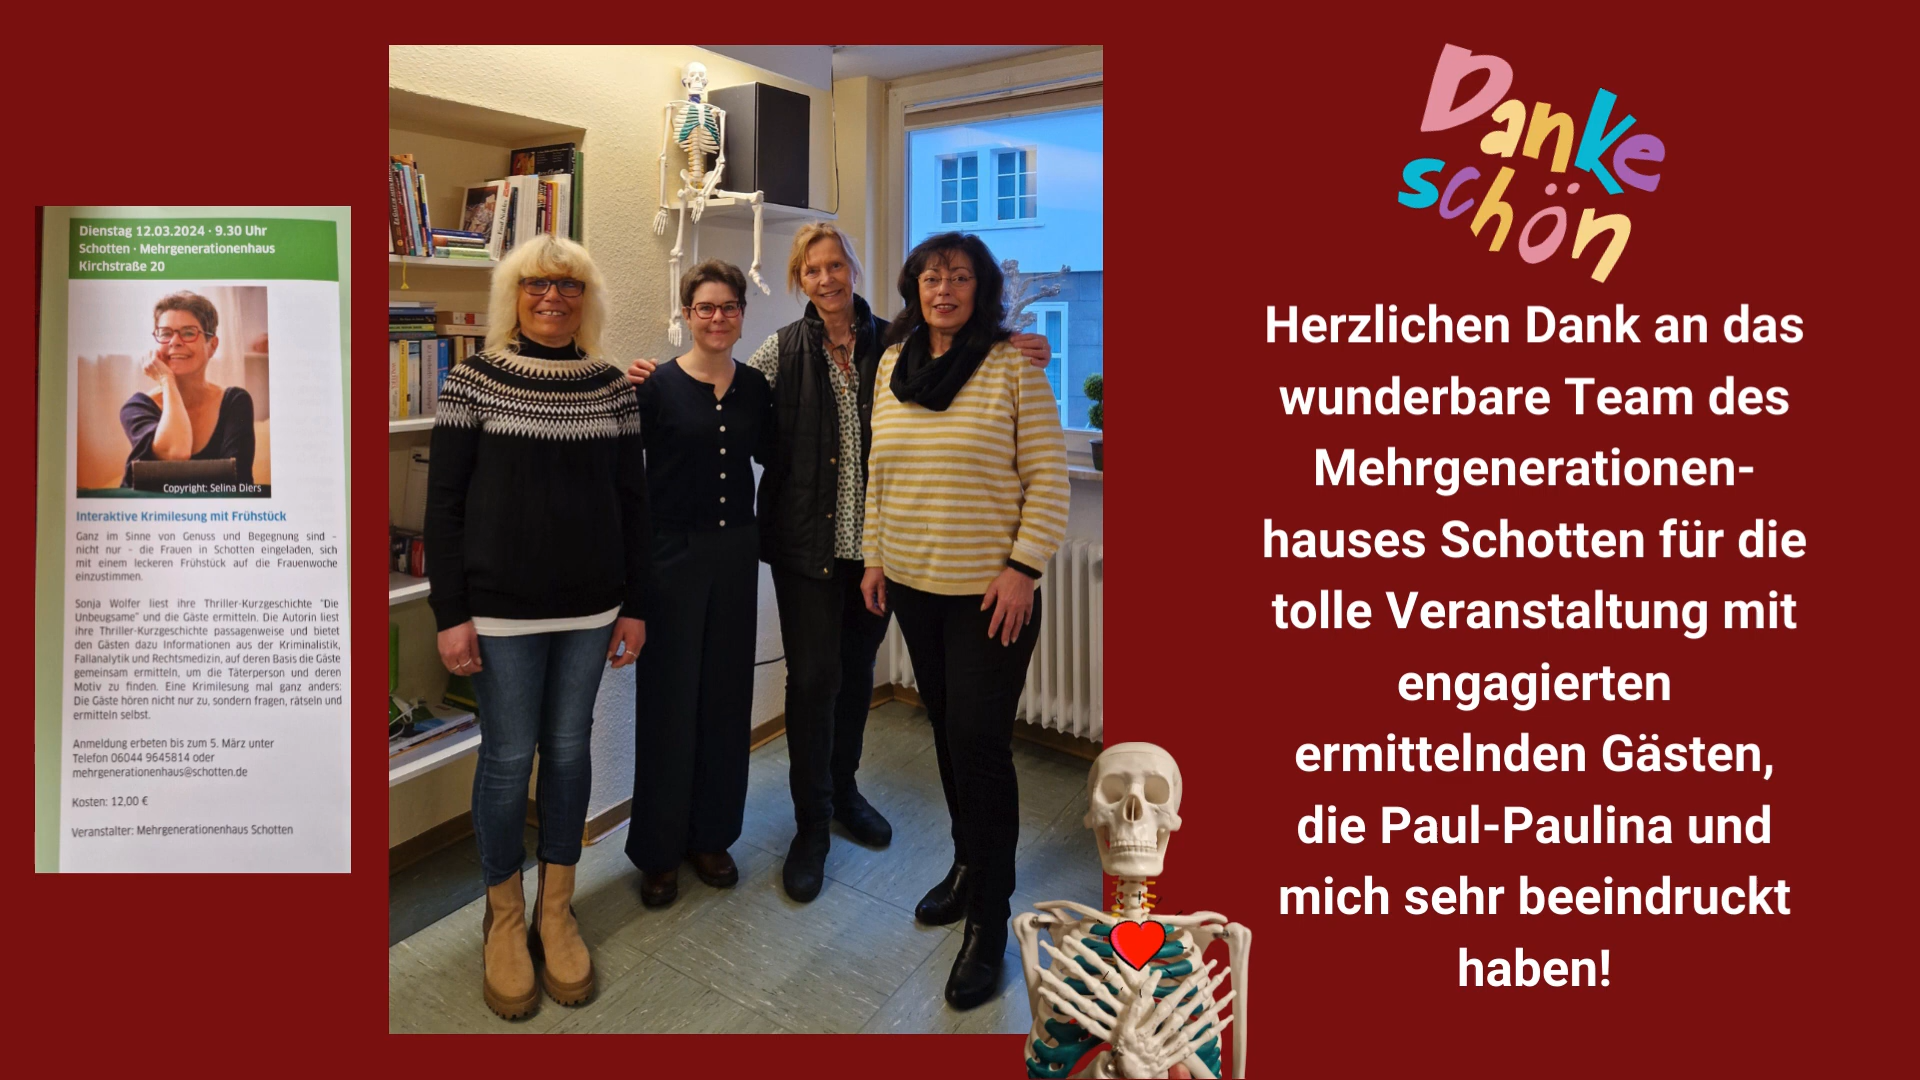 Dienstag 12.03.2024 · 9.30 Uhr
Schotten · Mehrgenerationenhaus
Kirchstraße 20
Copyright: Selina Diers
Interaktive Krimilesung mit Frühstück
Ganz im Sinne von Genuss und Begegnung sind –
nicht nur – die Frauen in Schotten eingeladen, sich
mit einem leckeren Frühstück auf die Frauenwoche
einzustimmen.
Sonja Wolfer liest ihre Thriller-Kurzgeschichte "Die
Unbeugsame" und die Gäste ermitteln. Die Autorin liest
ihre Thriller-Kurzgeschichte passagenweise und bietet
den Gästen dazu Informationen aus der Kriminalistik,
Fallanalytik und Rechtsmedizin, auf deren Basis die Gäste
gemeinsam ermitteln, um die Täterperson und deren
Motiv zu finden. Eine Krimilesung mal ganz anders:
Die Gäste hören nicht nur zu, sondern fragen, rätseln und
ermitteln selbst.
Anmeldung erbeten bis zum 5. März unter
Telefon 06044 9645814 oder
mehrgenerationenhaus@schotten.de
Kosten: 12,00 €
Veranstalter: Mehrgenerationenhaus Schotten
Danke
schön
Herzlichen Dank an das
wunderbare Team des
Mehrgenerationen-
hauses Schotten für die
tolle Veranstaltung mit
engagierten
ermittelnden Gästen,
die Paul-Paulina und
mich sehr beeindruckt
haben!